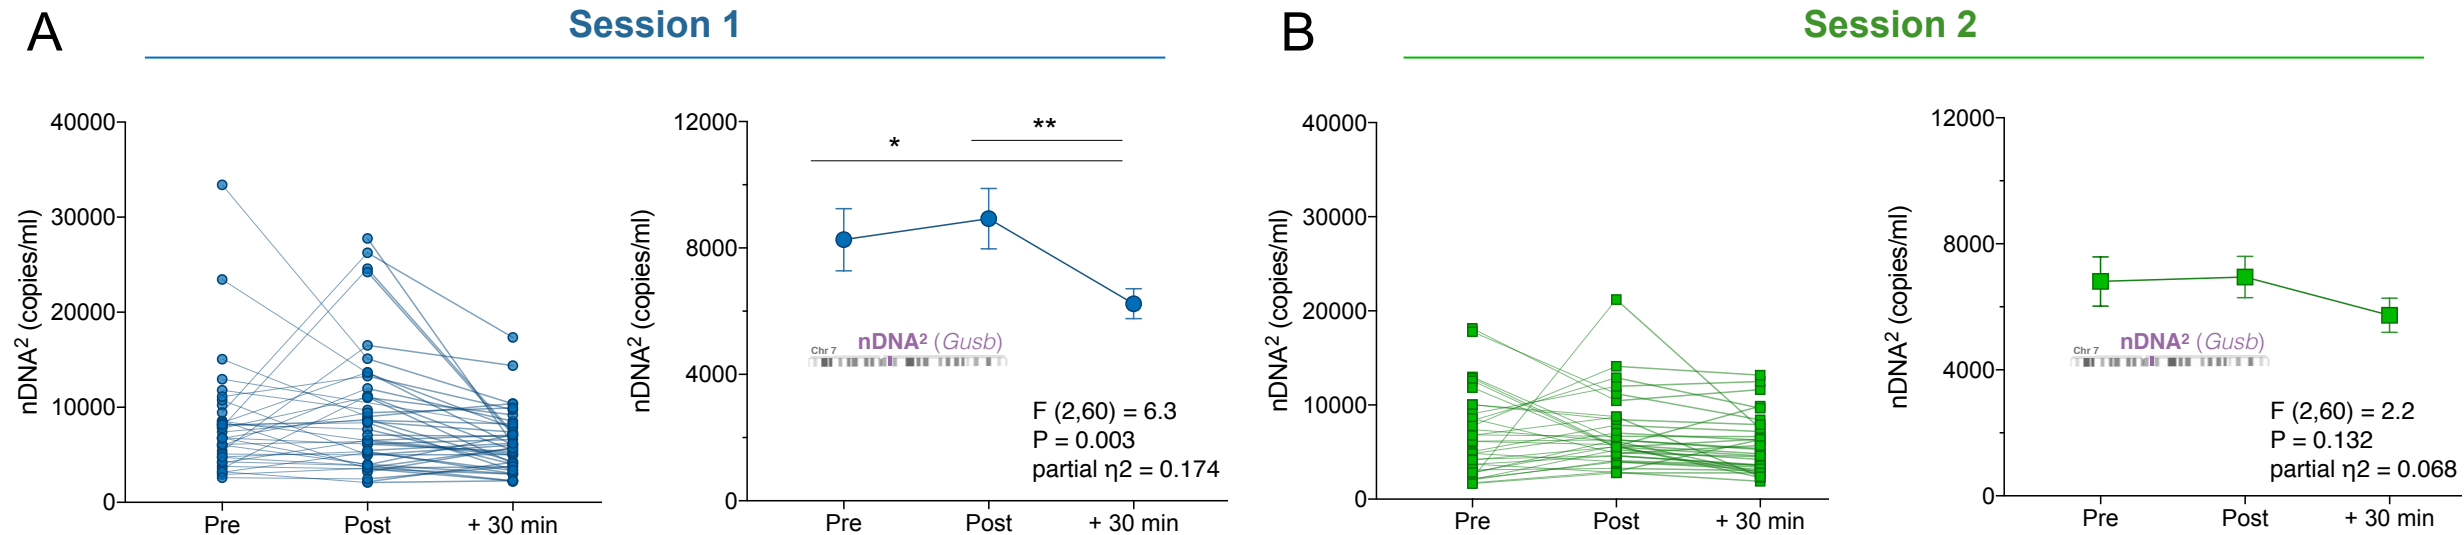 A
Session 1
40000
30000
20000
10000
0
nDNA² (copies/ml)
Pre
Post
+ 30 min
12000
8000
4000
0
nDNA² (copies/ml)
*
**
nDNA² (Gusb)
Chr 7
F (2,60) = 6.3
P = 0.003
partial η2 = 0.174
Pre
Post
+ 30 min
B
Session 2
40000
30000
20000
10000
0
nDNA² (copies/ml)
Pre
Post
+ 30 min
12000
8000
4000
0
nDNA² (copies/ml)
nDNA² (Gusb)
Chr 7
F (2,60) = 2.2
P = 0.132
partial η2 = 0.068
Pre
Post
+ 30 min